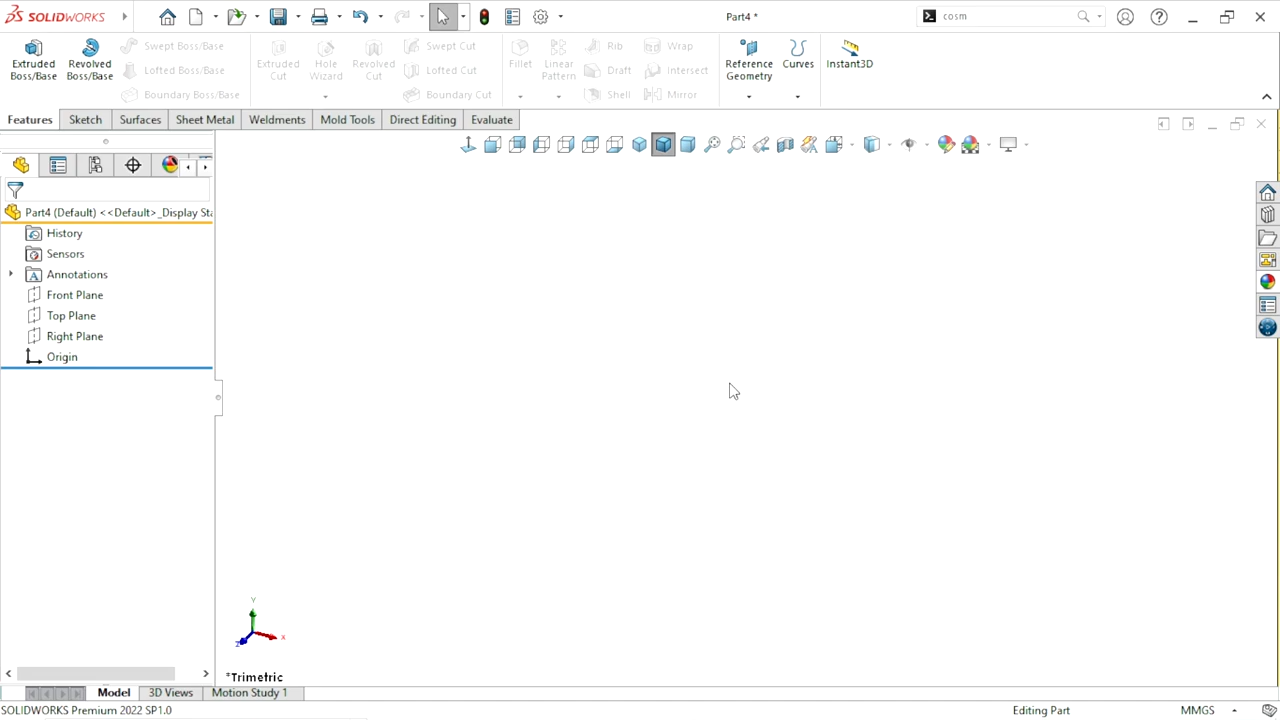 SOLIDWORKS
Part4 *
cosm
Extruded Boss/Base
Revolved Boss/Base
Swept Boss/Base
Lofted Boss/Base
Boundary Boss/Base
Extruded Cut
Hole Wizard
Revolved Cut
Swept Cut
Lofted Cut
Boundary Cut
Fillet
Linear Pattern
Rib
Draft
Shell
Wrap
Intersect
Mirror
Reference Geometry
Curves
Instant3D
Features
Sketch
Surfaces
Sheet Metal
Weldments
Mold Tools
Direct Editing
Evaluate
Part4 (Default) <<Default>_Display Sta
History
Sensors
Annotations
Front Plane
Top Plane
Right Plane
Origin
Y
X
Z
*Trimetric
Model
3D Views
Motion Study 1
SOLIDWORKS Premium 2022 SP1.0
Editing Part
MMGS